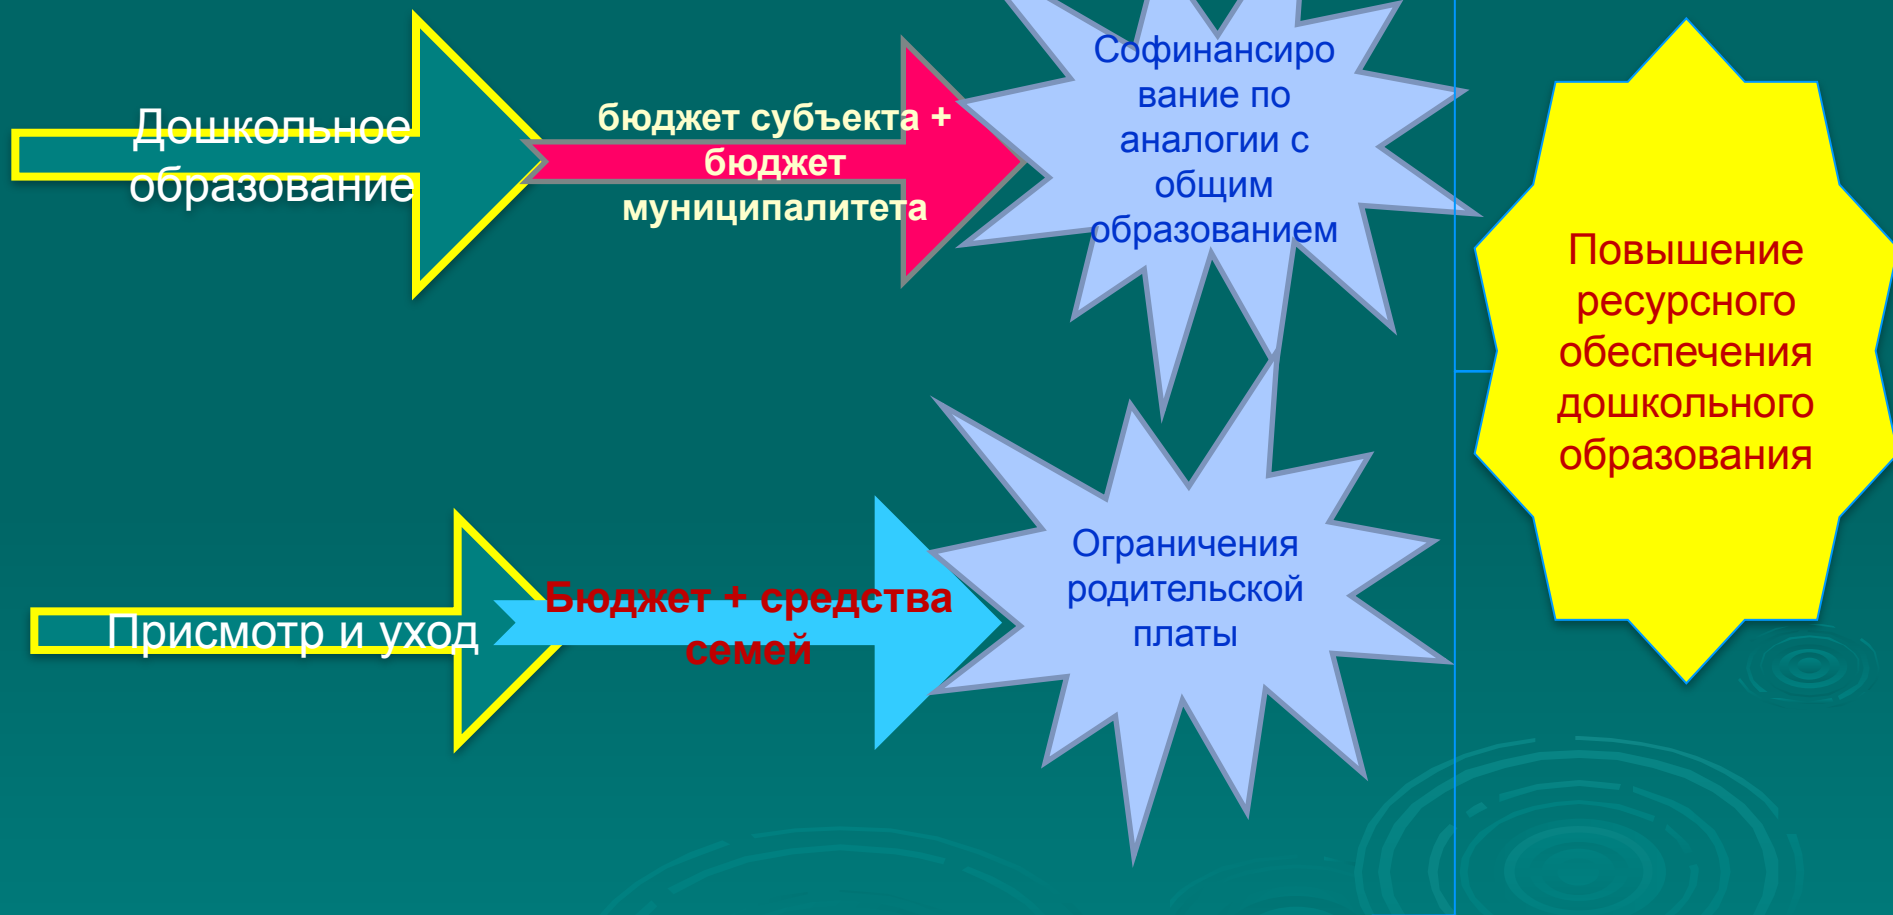 Дошкольное
образование
бюджет субъекта +
бюджет
муниципалитета
Софинансиро
вание по
аналогии с
общим
образованием
Повышение
ресурсного
обеспечения
дошкольного
образования
Присмотр и уход
Бюджет + средства
семей
Ограничения
родительской
платы